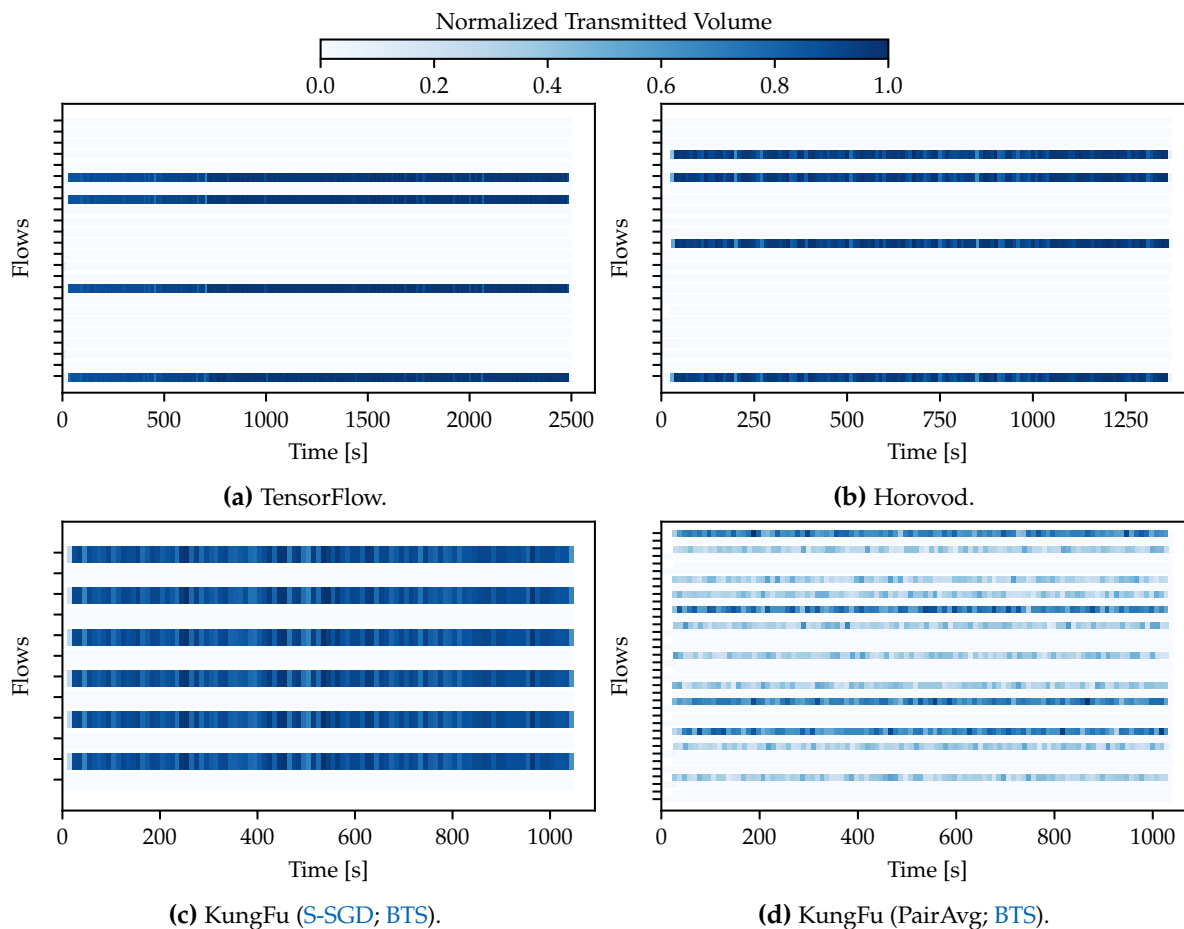 Normalized Transmitted Volume
0.0 0.2 0.4 0.6 0.8 1.0
Flows
0 500 1000 1500 2000 2500
Time [s]
(a) TensorFlow.
Flows
0 250 500 750 1000 1250
Time [s]
(b) Horovod.
Flows
0 200 400 600 800 1000
Time [s]
(c) KungFu (S-SGD; BTS).
Flows
0 200 400 600 800 1000
Time [s]
(d) KungFu (PairAvg; BTS).